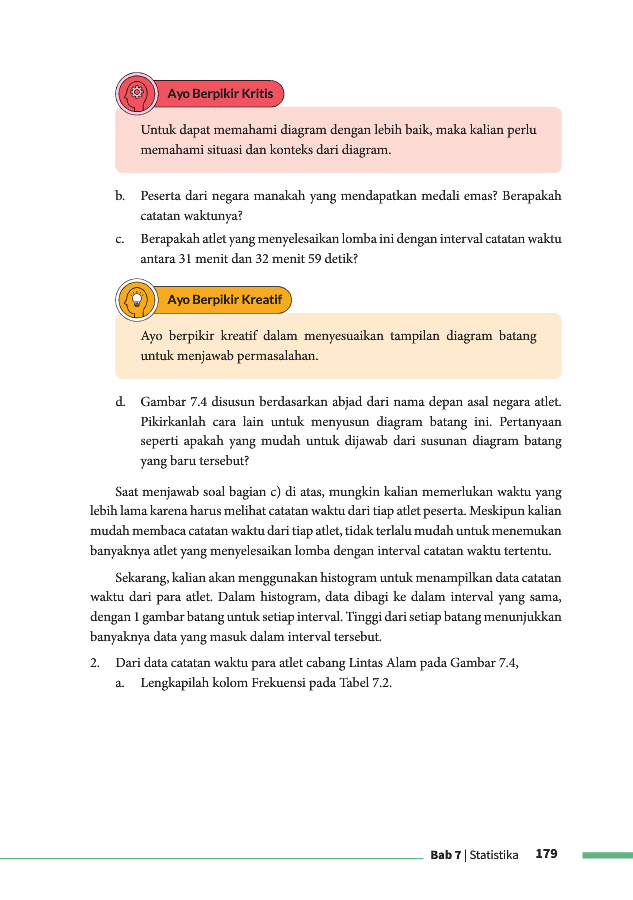 Ayo Berpikir Kritis
Untuk dapat memahami diagram dengan lebih baik, maka kalian perlu
memahami situasi dan konteks dari diagram.
b. Peserta dari negara manakah yang mendapatkan medali emas? Berapakah
catatan waktunya?
c. Berapakah atlet yang menyelesaikan lomba ini dengan interval catatan waktu
antara 31 menit dan 32 menit 59 detik?
Ayo Berpikir Kreatif
Ayo berpikir kreatif dalam menyesuaikan tampilan diagram batang
untuk menjawab permasalahan.
d. Gambar 7.4 disusun berdasarkan abjad dari nama depan asal negara atlet.
Pikirkanlah cara lain untuk menyusun diagram batang ini. Pertanyaan
seperti apakah yang mudah untuk dijawab dari susunan diagram batang
yang baru tersebut?
Saat menjawab soal bagian c) di atas, mungkin kalian memerlukan waktu yang
lebih lama karena harus melihat catatan waktu dari tiap atlet peserta. Meskipun kalian
mudah membaca catatan waktu dari tiap atlet, tidak terlalu mudah untuk menemukan
banyaknya atlet yang menyelesaikan lomba dengan interval catatan waktu tertentu.
Sekarang, kalian akan menggunakan histogram untuk menampilkan data catatan
waktu dari para atlet. Dalam histogram, data dibagi ke dalam interval yang sama,
dengan 1 gambar batang untuk setiap interval. Tinggi dari setiap batang menunjukkan
banyaknya data yang masuk dalam interval tersebut.
2. Dari data catatan waktu para atlet cabang Lintas Alam pada Gambar 7.4,
a. Lengkapilah kolom Frekuensi pada Tabel 7.2.
Bab 7 | Statistika 179